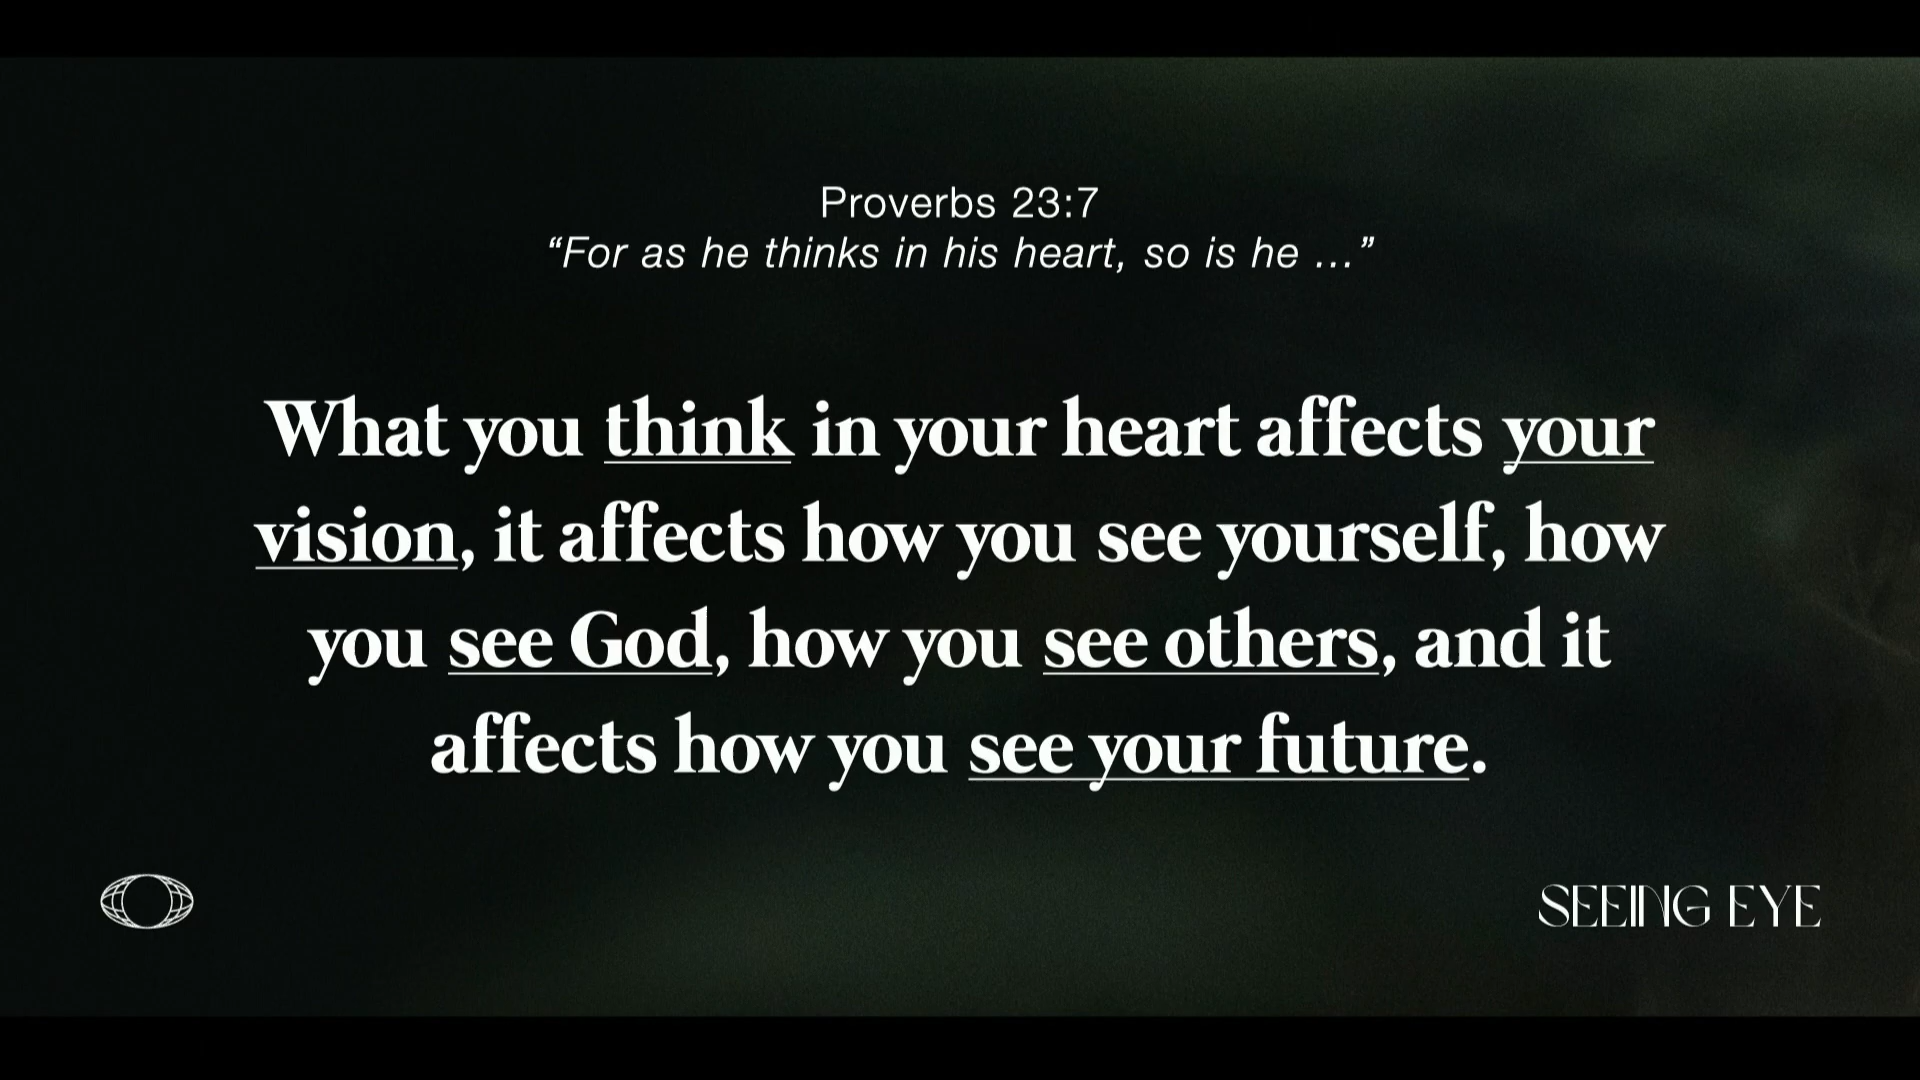 Proverbs 23:7
“For as he thinks in his heart, so is he ...”
What you think in your heart affects your
vision, it affects how you see yourself, how
you see God, how you see others, and it
affects how you see your future.
SEEING EYE